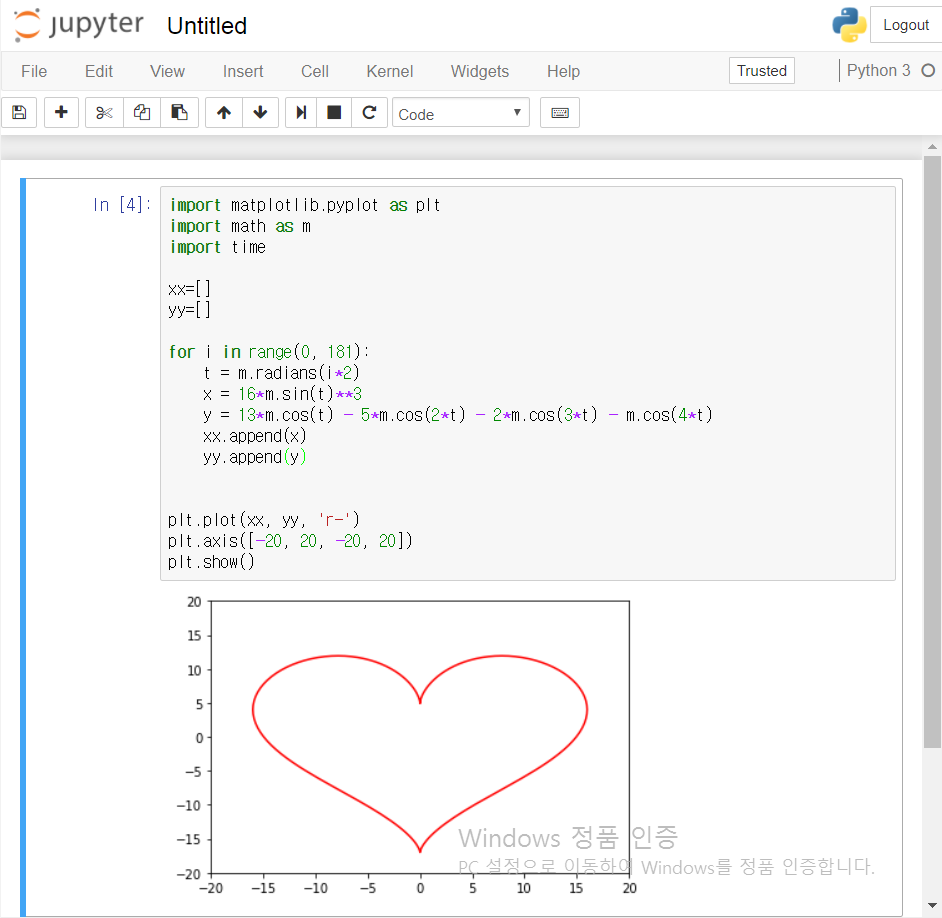 jupyter Untitled Logout
File Edit View Insert Cell Kernel Widgets Help Trusted Python 3
Code
In [4]:
import matplotlib.pyplot as plt
import math as m
import time
xx=[]
yy=[]
for i in range(0, 181):
    t = m.radians(i*2)
    x = 16*m.sin(t)**3
    y = 13*m.cos(t) - 5*m.cos(2*t) - 2*m.cos(3*t) - m.cos(4*t)
    xx.append(x)
    yy.append(y)
plt.plot(xx, yy, 'r-')
plt.axis([-20, 20, -20, 20])
plt.show()
20
15
10
5
0
−5
−10
−15
−20
−20 −15 −10 −5 0 5 10 15 20
Windows 정품 인증
PC 설정으로 이동하여 Windows를 정품 인증합니다.